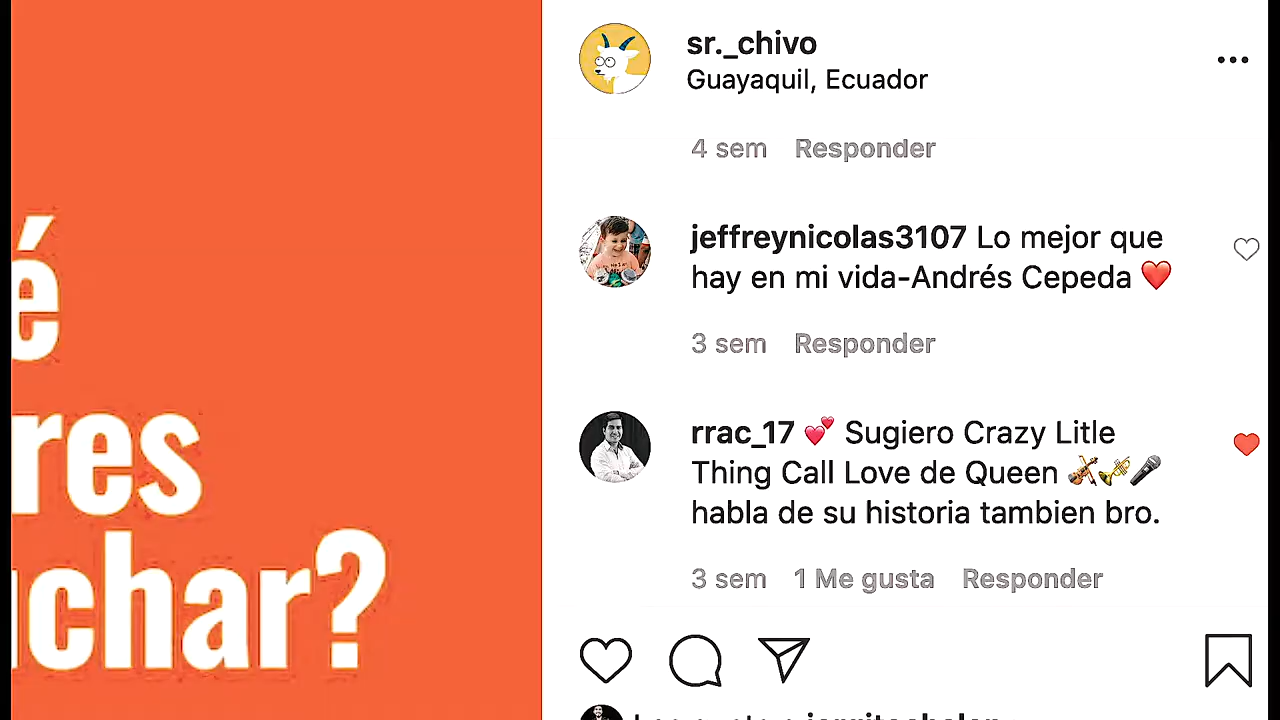 é
res
char?
sr._chivo
Guayaquil, Ecuador
4 sem Responder
jeffreynicolas3107 Lo mejor que
hay en mi vida-Andrés Cepeda ❤️
3 sem Responder
rrac_17 💕 Sugiero Crazy Litle
Thing Call Love de Queen 🎻🎺🎤
habla de su historia tambien bro.
3 sem 1 Me gusta Responder